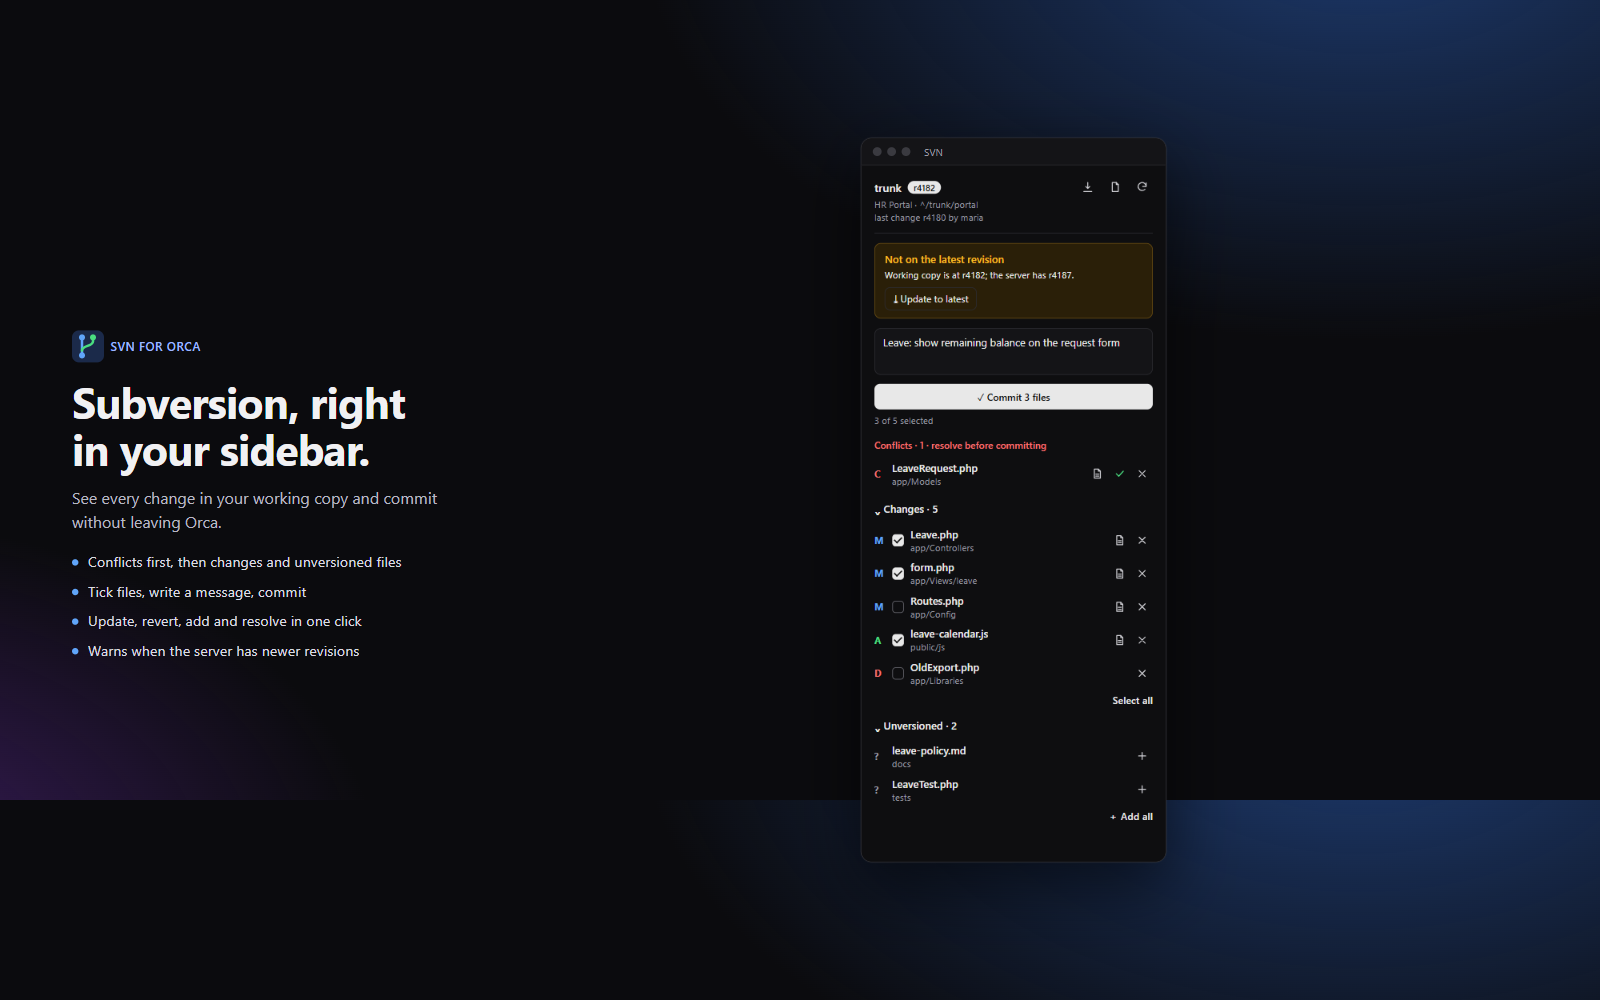 SVN FOR ORCA
Subversion, right
in your sidebar.
See every change in your working copy and commit
without leaving Orca.
Conflicts first, then changes and unversioned files
Tick files, write a message, commit
Update, revert, add and resolve in one click
Warns when the server has newer revisions
SVN
trunk r4182
HR Portal · ^/trunk/portal
last change r4180 by maria
Not on the latest revision
Working copy is at r4182; the server has r4187.
↓ Update to latest
Leave: show remaining balance on the request form
✓ Commit 3 files
3 of 5 selected
Conflicts · 1 · resolve before committing
C LeaveRequest.php
app/Models
Changes · 5
M Leave.php
app/Controllers
M form.php
app/Views/leave
M Routes.php
app/Config
A leave-calendar.js
public/js
D OldExport.php
app/Libraries
Select all
Unversioned · 2
? leave-policy.md
docs
? LeaveTest.php
tests
+ Add all